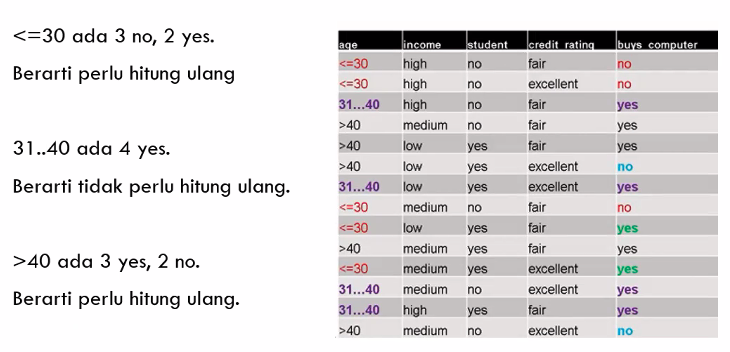 <=30 ada 3 no, 2 yes.
Berarti perlu hitung ulang
31..40 ada 4 yes.
Berarti tidak perlu hitung ulang.
>40 ada 3 yes, 2 no.
Berarti perlu hitung ulang.
age income student credit rating buys computer
<=30 high no fair no
<=30 high no excellent no
31...40 high no fair yes
>40 medium no fair yes
>40 low yes fair yes
>40 low yes excellent no
31...40 low yes excellent yes
<=30 medium no fair no
<=30 low yes fair yes
>40 medium yes fair yes
<=30 medium yes excellent yes
31...40 medium no excellent yes
31...40 high yes fair yes
>40 medium no excellent no